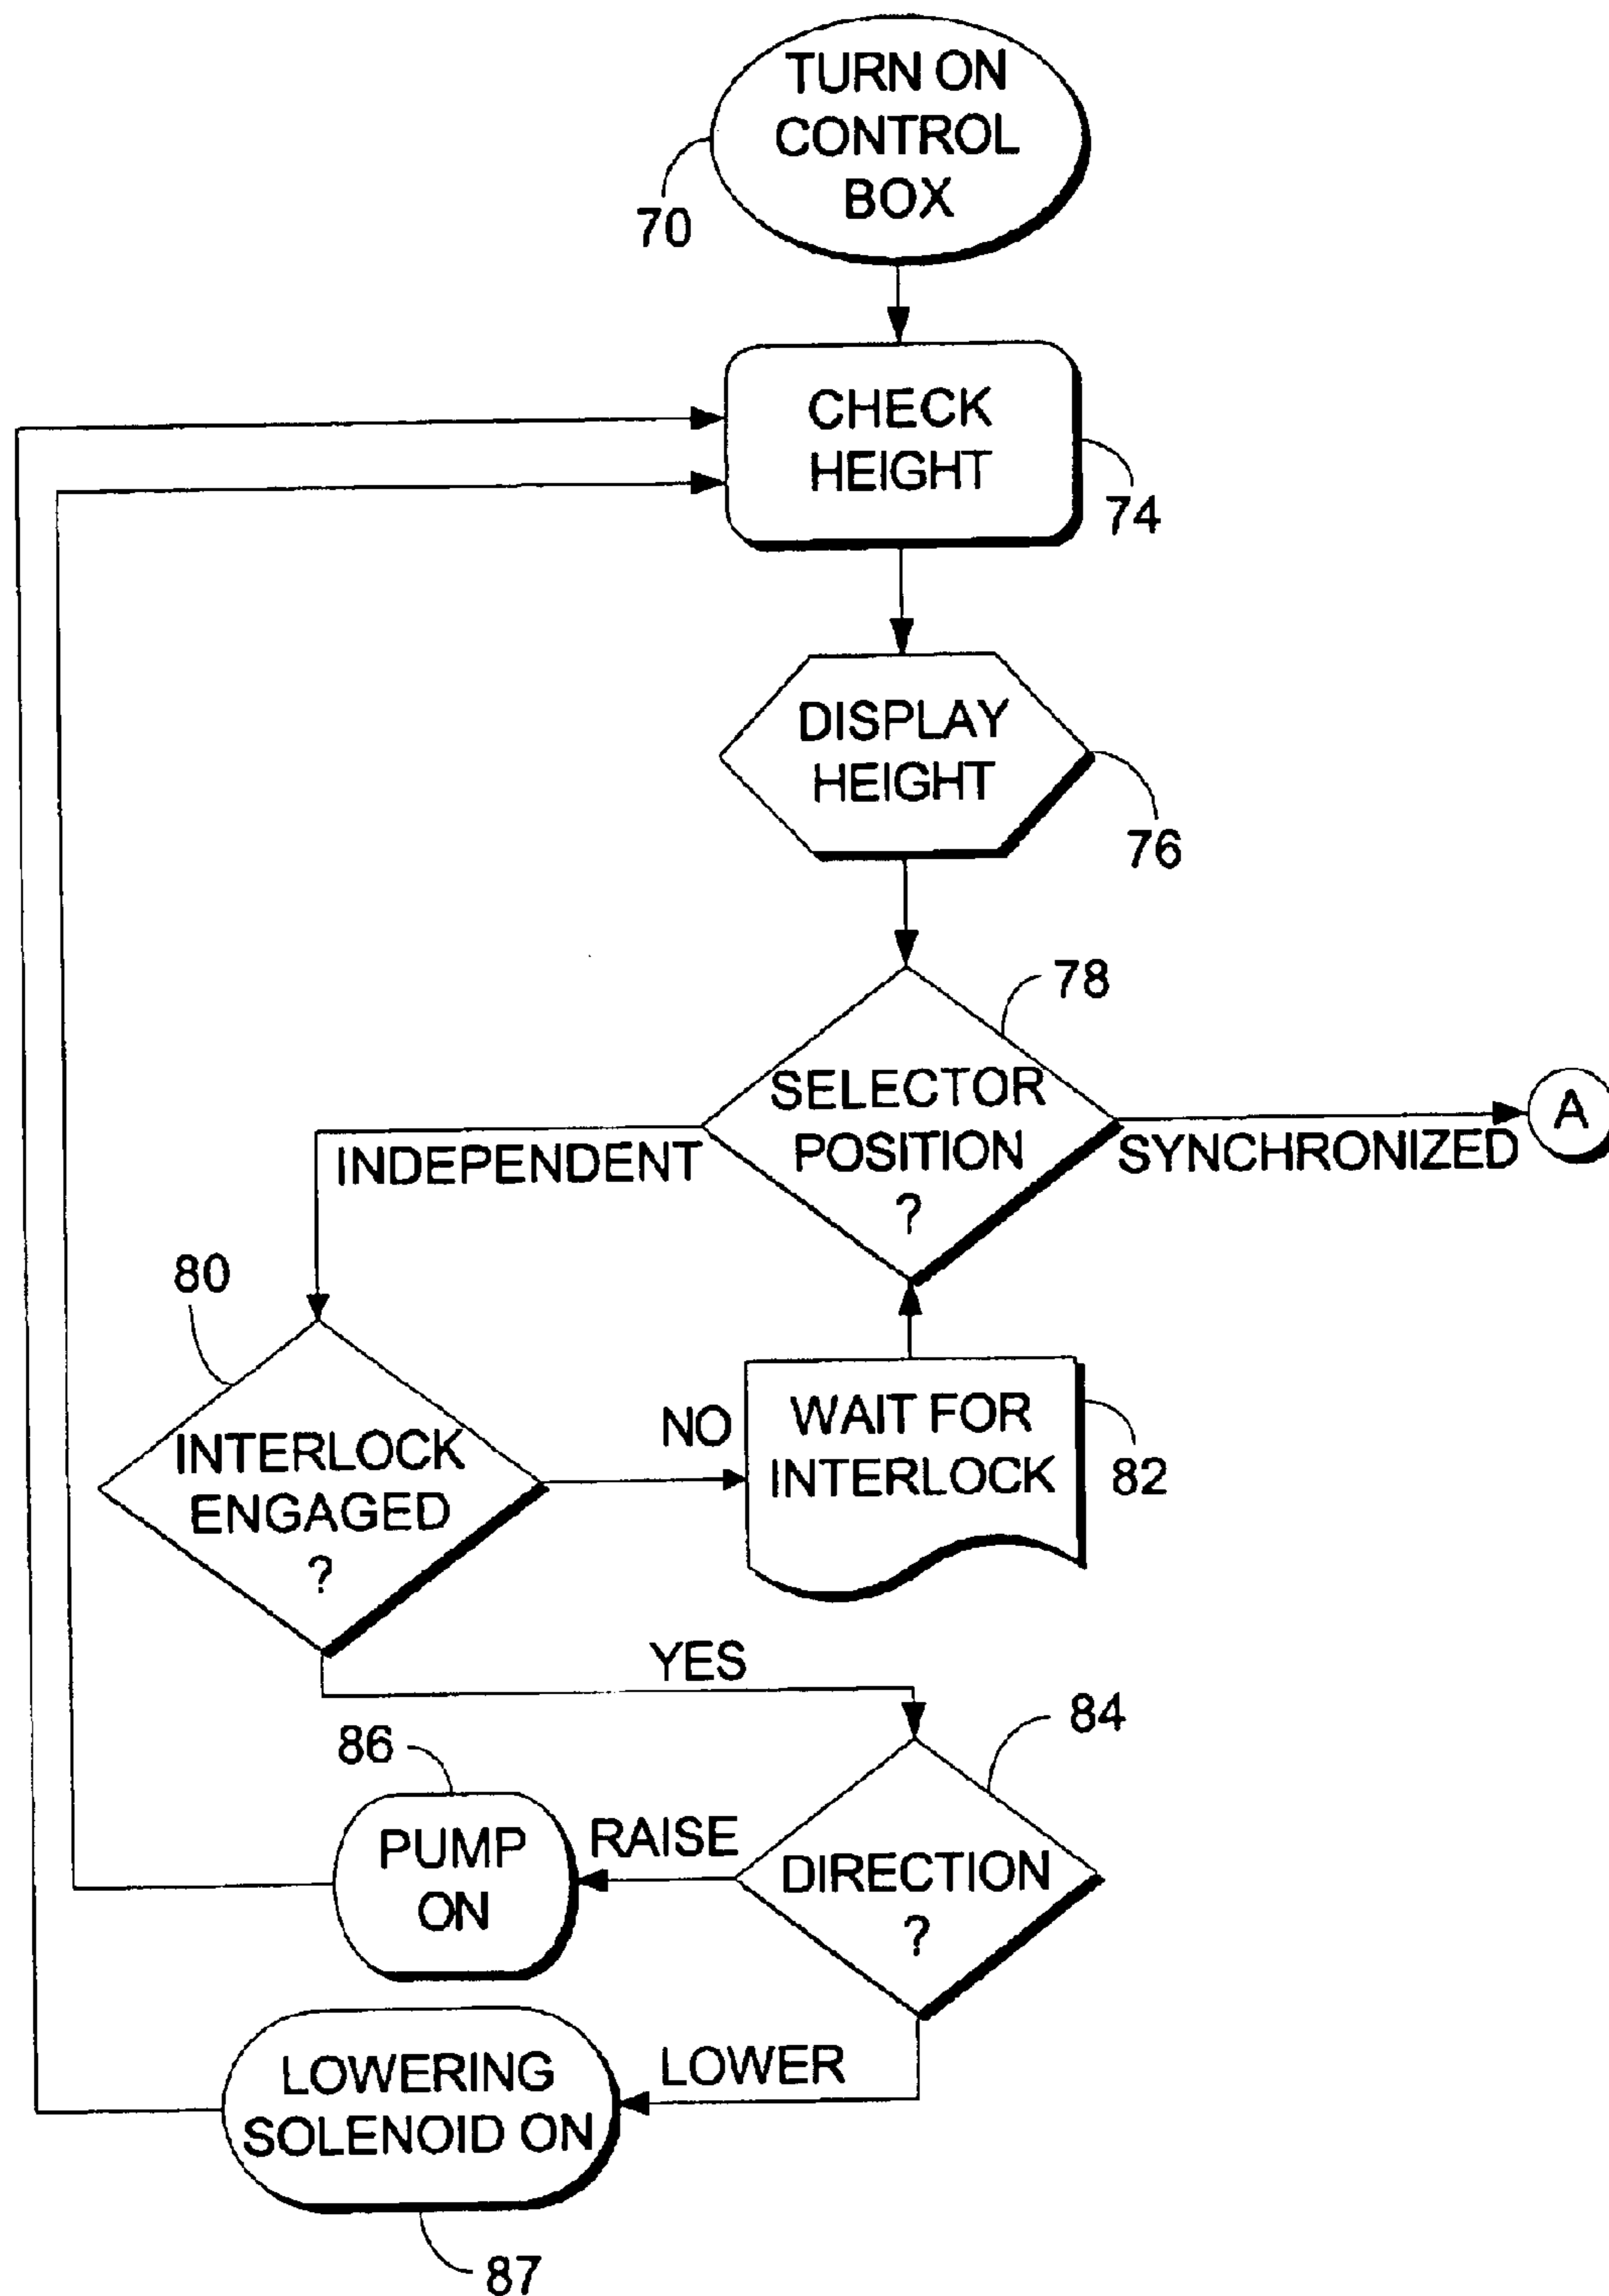 TURN ON
CONTROL
BOX
70
CHECK
HEIGHT
74
DISPLAY
HEIGHT
76
78
SELECTOR
POSITION
?
INDEPENDENT
SYNCHRONIZED
A
80
INTERLOCK
ENGAGED
?
NO
WAIT FOR
INTERLOCK
82
YES
84
86
PUMP
ON
RAISE
DIRECTION
?
LOWERING
SOLENOID ON
LOWER
87